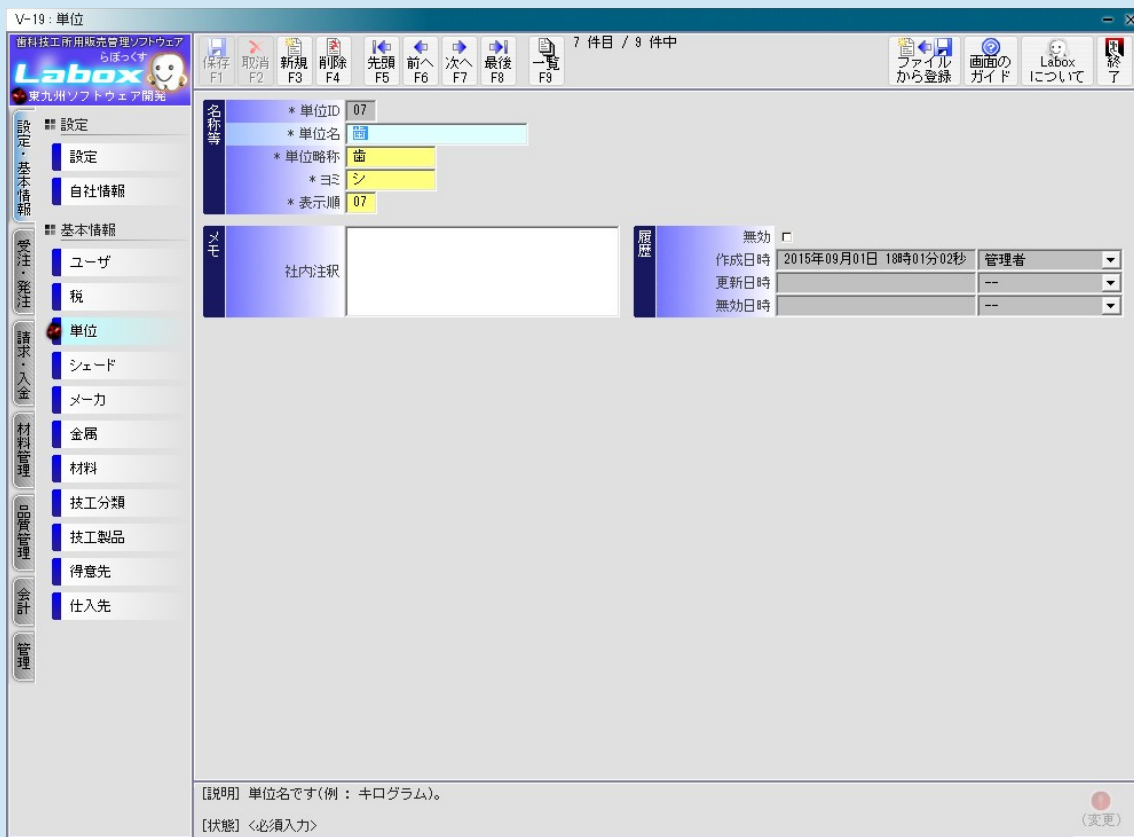 V-19 : 単位
歯科技工所用販売管理ソフトウェア
らぼっくす
Labox
東九州ソフトウェア開発
保存 F1
取消 F2
新規 F3
削除 F4
先頭 F5
前へ F6
次へ F7
最後 F8
一覧 F9
7 件目 / 9 件中
ファイルから登録
画面のガイド
Laboxについて
終了
設定・基本情報
受注・発注
請求・入金
材料管理
品質管理
会計
管理
設定
設定
自社情報
基本情報
ユーザ
税
単位
シェード
メーカ
金属
材料
技工分類
技工製品
得意先
仕入先
名称等
* 単位ID 07
* 単位名 歯
* 単位略称 歯
* ヨミ シ
* 表示順 07
メモ
社内注釈
履歴
無効
作成日時 2015年09月01日 18時01分02秒 管理者
更新日時 --
無効日時 --
[説明] 単位名です(例 : キログラム)。
[状態] <必須入力>
(変更)